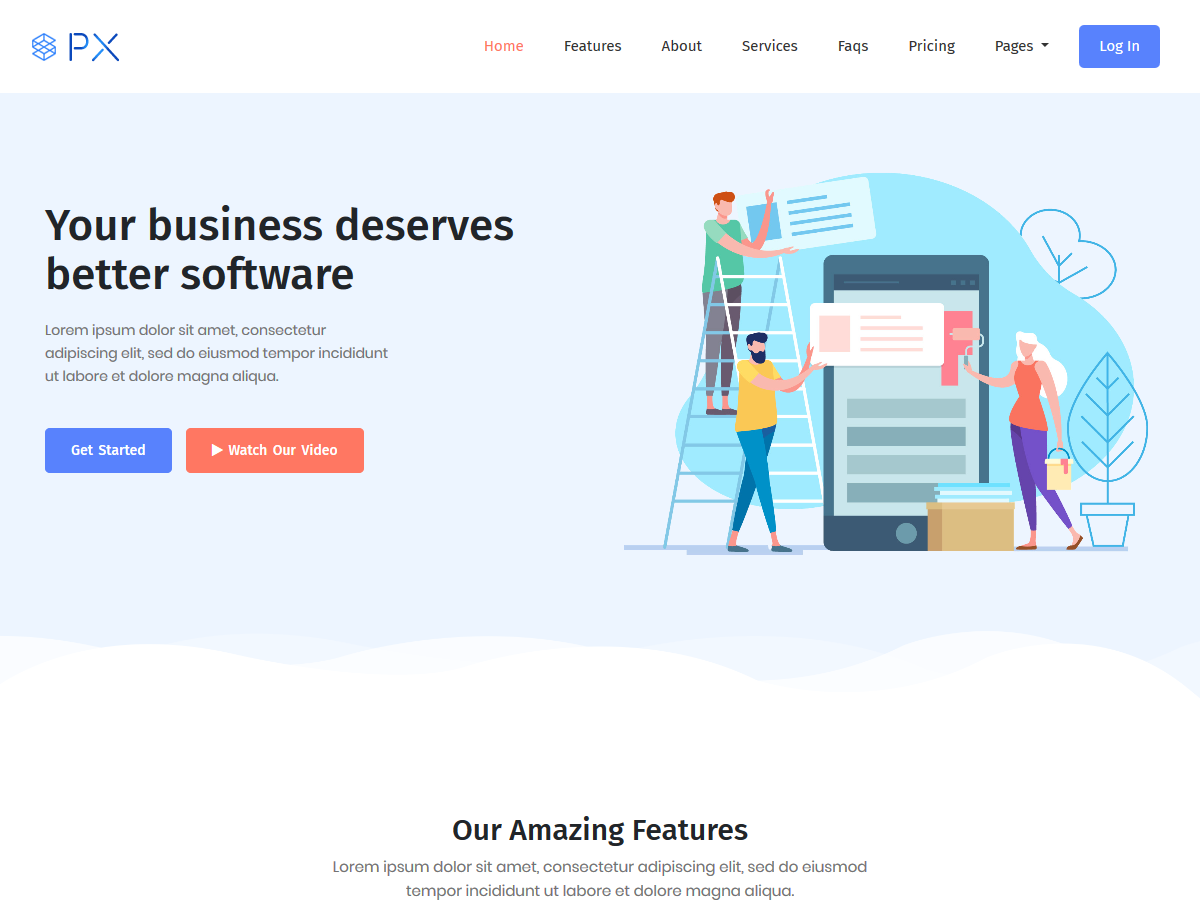 PX
Home Features About Services Faqs Pricing Pages Log In
Your business deserves
better software
Lorem ipsum dolor sit amet, consectetur
adipiscing elit, sed do eiusmod tempor incididunt
ut labore et dolore magna aliqua.
Get Started Watch Our Video
Our Amazing Features
Lorem ipsum dolor sit amet, consectetur adipiscing elit, sed do eiusmod
tempor incididunt ut labore et dolore magna aliqua.